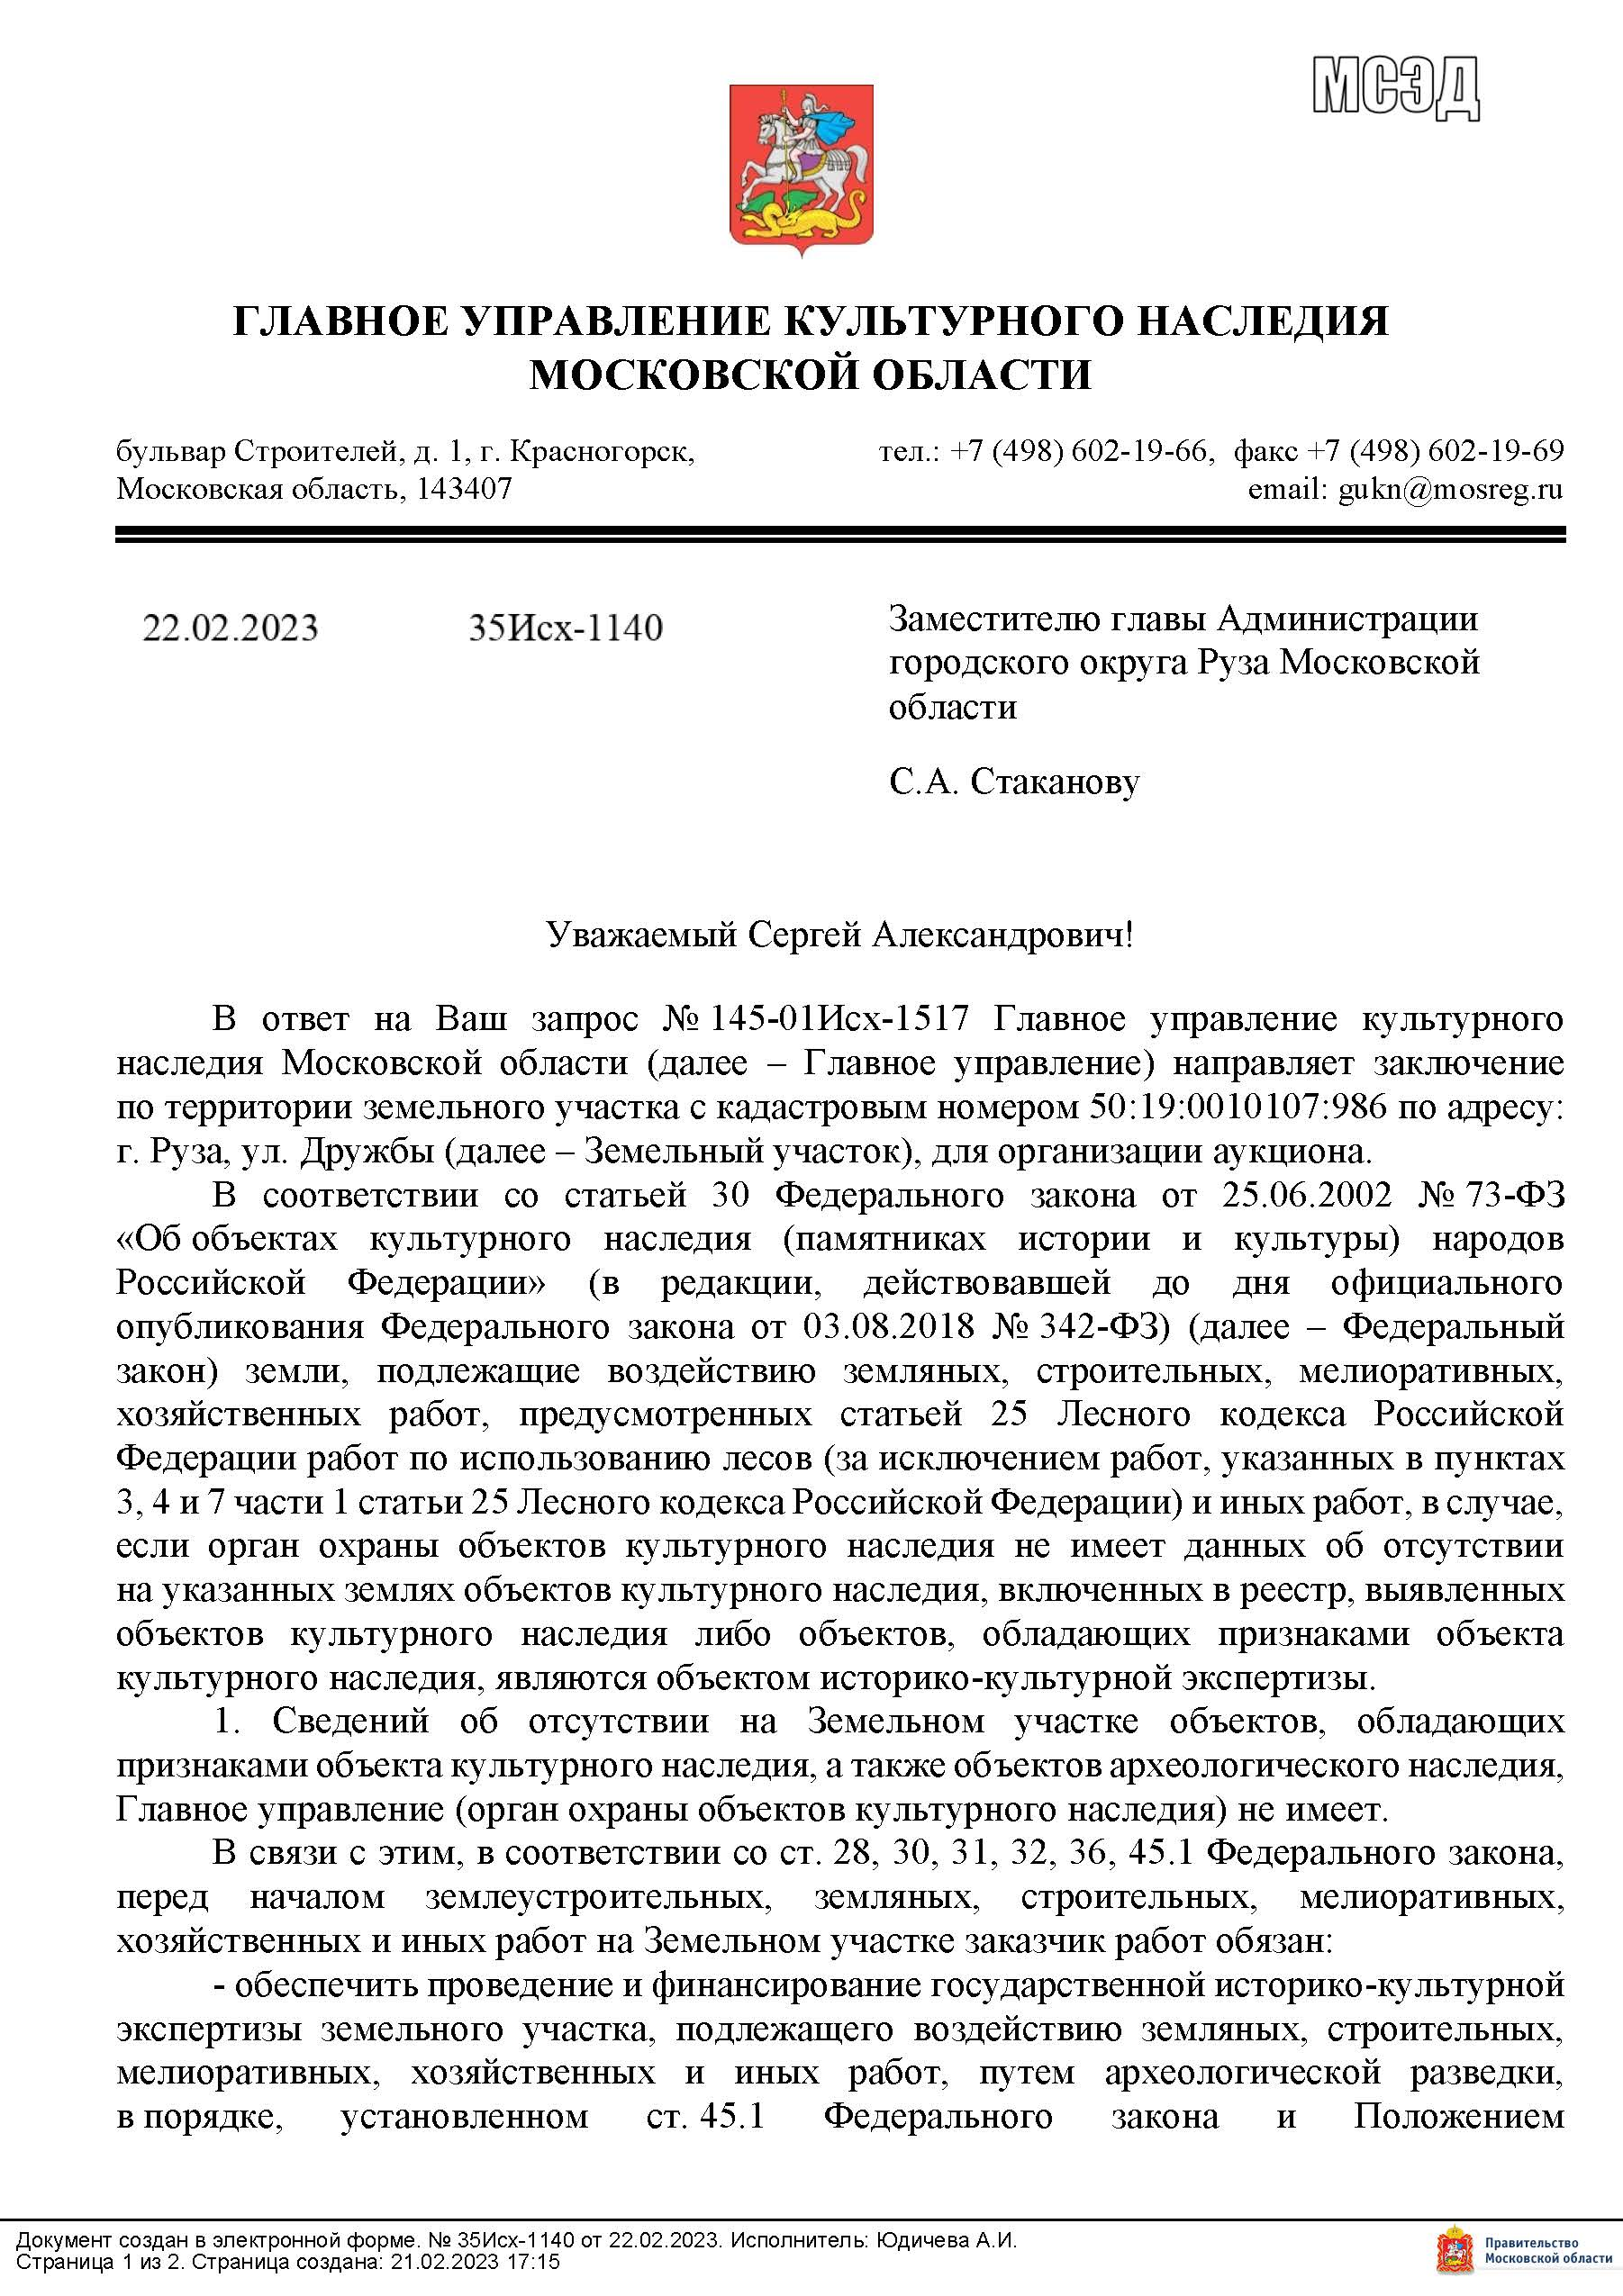 МСЭД
ГЛАВНОЕ УПРАВЛЕНИЕ КУЛЬТУРНОГО НАСЛЕДИЯ
МОСКОВСКОЙ ОБЛАСТИ
бульвар Строителей, д. 1, г. Красногорск,
Московская область, 143407
тел.: +7 (498) 602-19-66, факс +7 (498) 602-19-69
email: gukn@mosreg.ru
22.02.2023 35Исх-1140
Заместителю главы Администрации
городского округа Руза Московской
области
С.А. Стаканову
Уважаемый Сергей Александрович!
В ответ на Ваш запрос № 145-01Исх-1517 Главное управление культурного
наследия Московской области (далее – Главное управление) направляет заключение
по территории земельного участка с кадастровым номером 50:19:0010107:986 по адресу:
г. Руза, ул. Дружбы (далее – Земельный участок), для организации аукциона.
В соответствии со статьей 30 Федерального закона от 25.06.2002 № 73-ФЗ
«Об объектах культурного наследия (памятниках истории и культуры) народов
Российской Федерации» (в редакции, действовавшей до дня официального
опубликования Федерального закона от 03.08.2018 № 342-ФЗ) (далее – Федеральный
закон) земли, подлежащие воздействию земляных, строительных, мелиоративных,
хозяйственных работ, предусмотренных статьей 25 Лесного кодекса Российской
Федерации работ по использованию лесов (за исключением работ, указанных в пунктах
3, 4 и 7 части 1 статьи 25 Лесного кодекса Российской Федерации) и иных работ, в случае,
если орган охраны объектов культурного наследия не имеет данных об отсутствии
на указанных землях объектов культурного наследия, включенных в реестр, выявленных
объектов культурного наследия либо объектов, обладающих признаками объекта
культурного наследия, являются объектом историко-культурной экспертизы.
1. Сведений об отсутствии на Земельном участке объектов, обладающих
признаками объекта культурного наследия, а также объектов археологического наследия,
Главное управление (орган охраны объектов культурного наследия) не имеет.
В связи с этим, в соответствии со ст. 28, 30, 31, 32, 36, 45.1 Федерального закона,
перед началом землеустроительных, земляных, строительных, мелиоративных,
хозяйственных и иных работ на Земельном участке заказчик работ обязан:
- обеспечить проведение и финансирование государственной историко-культурной
экспертизы земельного участка, подлежащего воздействию земляных, строительных,
мелиоративных, хозяйственных и иных работ, путем археологической разведки,
в порядке, установленном ст. 45.1 Федерального закона и Положением
Документ создан в электронной форме. № 35Исх-1140 от 22.02.2023. Исполнитель: Юдичева А.И.
Страница 1 из 2. Страница создана: 21.02.2023 17:15
Правительство
Московской области